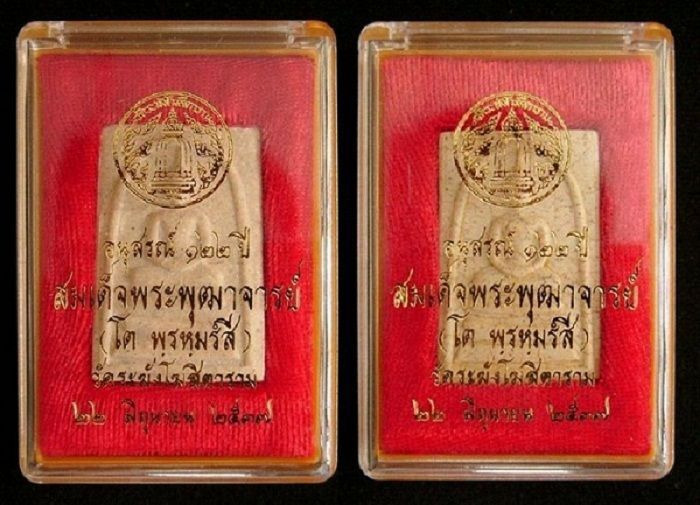 อนุสรณ์ ๑๒๒ ปี
สมเด็จพระพุฒาจารย์
(โต พฺรหฺมรํสี)
วัดระฆังโฆสิตาราม
๒๒ มิถุนายน ๒๕๓๗
อนุสรณ์ ๑๒๒ ปี
สมเด็จพระพุฒาจารย์
(โต พฺรหฺมรํสี)
วัดระฆังโฆสิตาราม
๒๒ มิถุนายน ๒๕๓๗